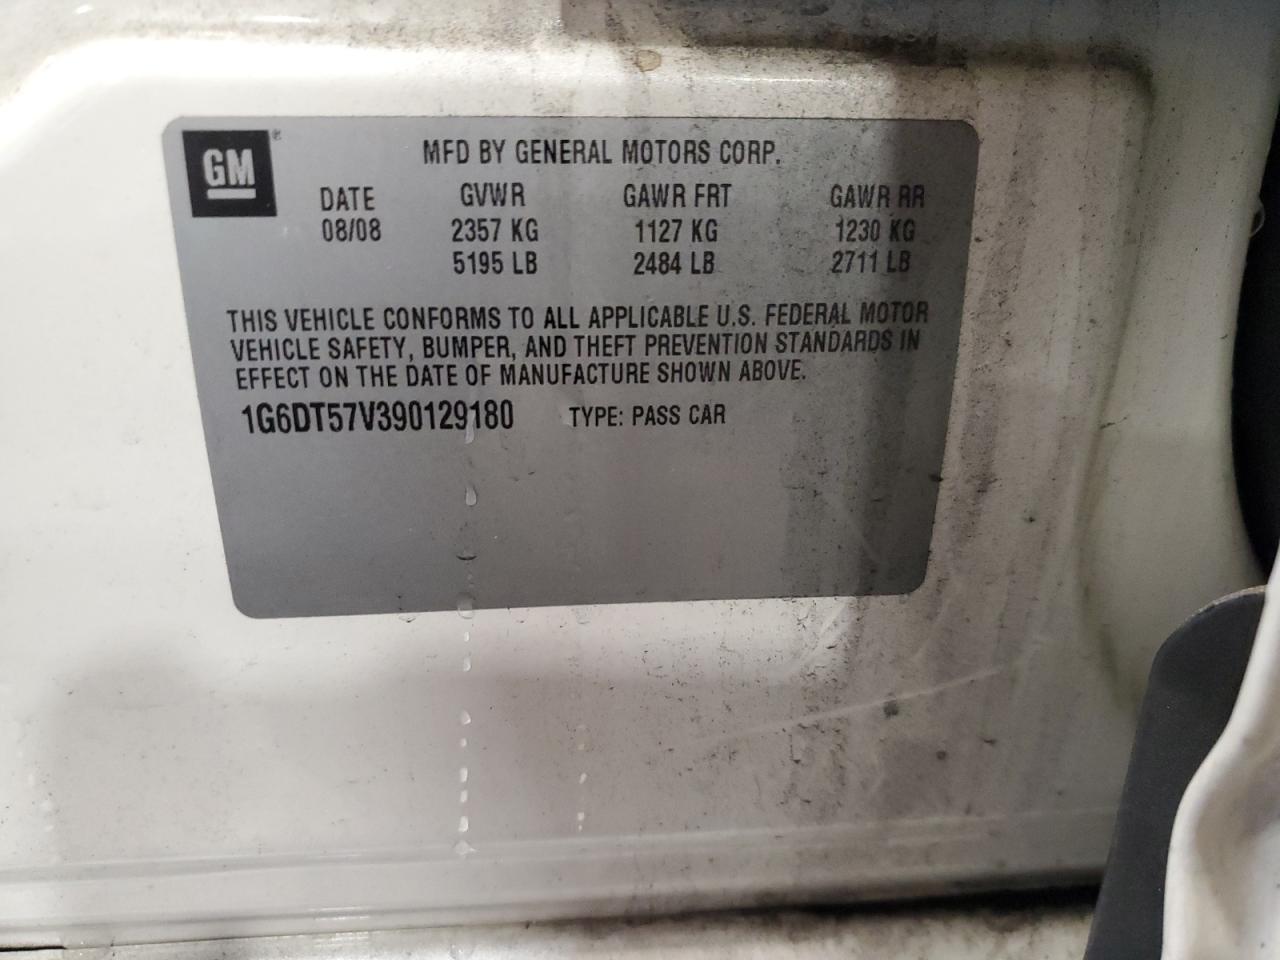 GM®
MFD BY GENERAL MOTORS CORP.
DATE GVWR GAWR FRT GAWR RR
08/08 2357 KG 1127 KG 1230 KG
5195 LB 2484 LB 2711 LB
THIS VEHICLE CONFORMS TO ALL APPLICABLE U.S. FEDERAL MOTOR
VEHICLE SAFETY, BUMPER, AND THEFT PREVENTION STANDARDS IN
EFFECT ON THE DATE OF MANUFACTURE SHOWN ABOVE.
1G6DT57V390129180 TYPE: PASS CAR